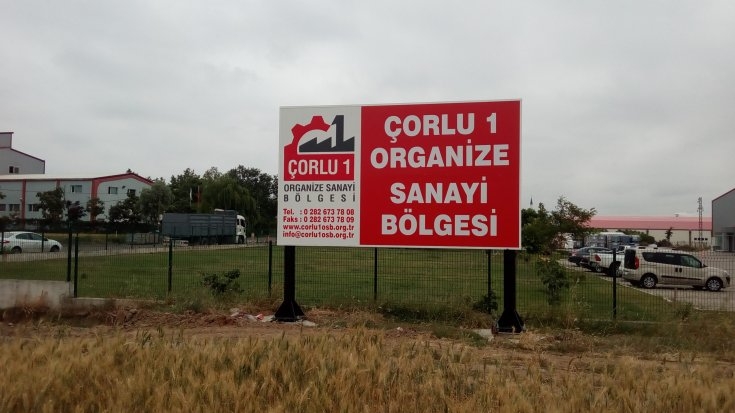 ÇORLU 1
ORGANİZE SANAYİ
BÖLGESİ
Tel. : 0 282 673 78 08
Faks : 0 282 673 78 09
www.corlu1osb.org.tr
info@corlu1osb.org.tr
ÇORLU 1
ORGANİZE
SANAYİ
BÖLGESİ